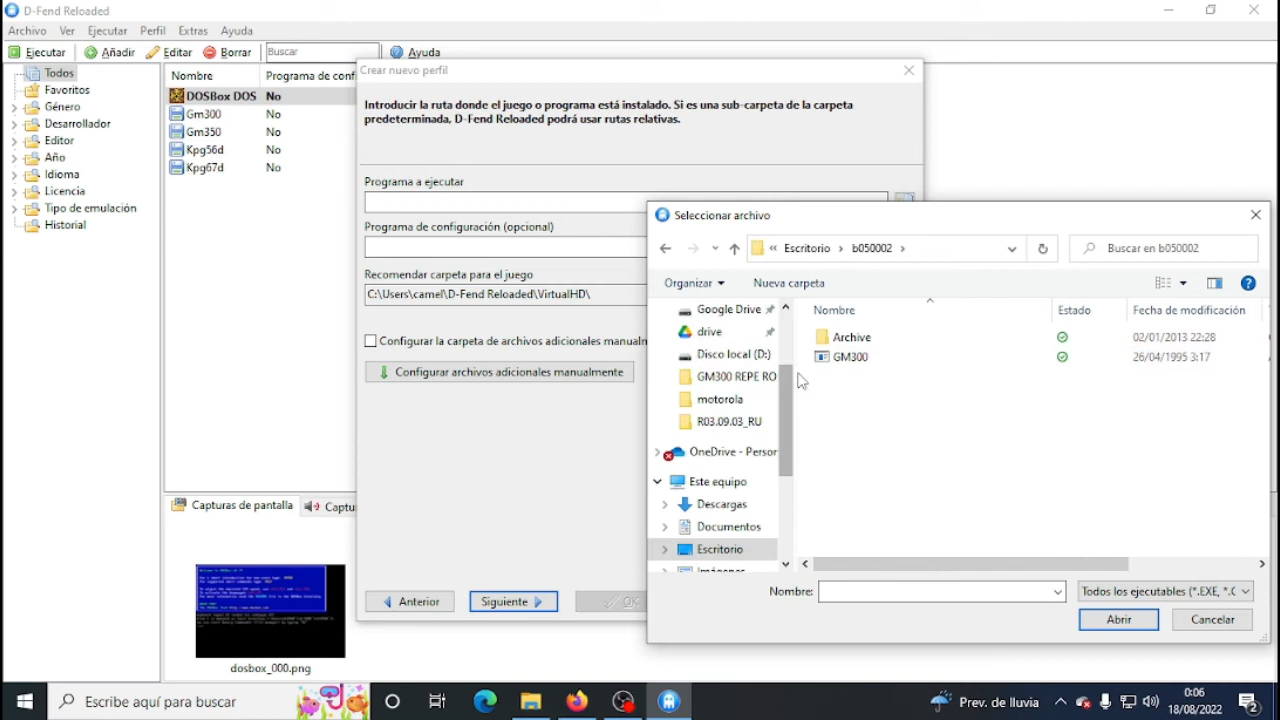 D-Fend Reloaded
Archivo Ver Ejecutar Perfil Extras Ayuda
Ejecutar Añadir Editar Borrar Buscar Ayuda
Todos
Favoritos
Género
Desarrollador
Editor
Año
Idioma
Licencia
Tipo de emulación
Historial
Nombre Programa de confi
DOSBox DOS No
Gm300 No
Gm350 No
Kpg56d No
Kpg67d No
Capturas de pantalla Captu
dosbox_000.png
Crear nuevo perfil
Introducir la ruta donde el juego o programa está instalado. Si es una sub-carpeta de la carpeta
predeterminada, D-Fend Reloaded podrá usar rutas relativas.
Programa a ejecutar
Programa de configuración (opcional)
Recomendar carpeta para el juego
C:\Users\camel\D-Fend Reloaded\VirtualHD\
Configurar la carpeta de archivos adicionales manualm
Configurar archivos adicionales manualmente
Anterior Siguiente
Seleccionar archivo
« Escritorio › b050002 › Buscar en b050002
Organizar Nueva carpeta
Google Drive
drive
Disco local (D:)
GM300 REPE RO
motorola
R03.09.03_RU
OneDrive - Person
Este equipo
Descargas
Documentos
Escritorio
Nombre Estado Fecha de modificación
Archive 02/01/2013 22:28
GM300 26/04/1995 3:17
Nombre:
Abrir Cancelar
Escribe aquí para buscar
Prev. de lluvia
0:06
18/08/2022
2